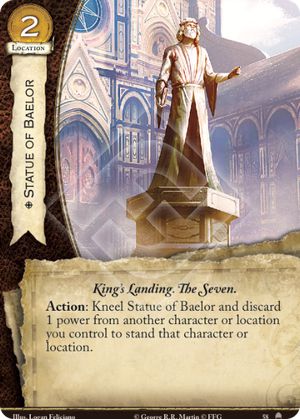 2
LOCATION
STATUE OF BAELOR
King's Landing. The Seven.
Action: Kneel Statue of Baelor and discard
1 power from another character or location
you control to stand that character or
location.
Illus. Logan Feliciano
© George R.R. Martin © FFG
58